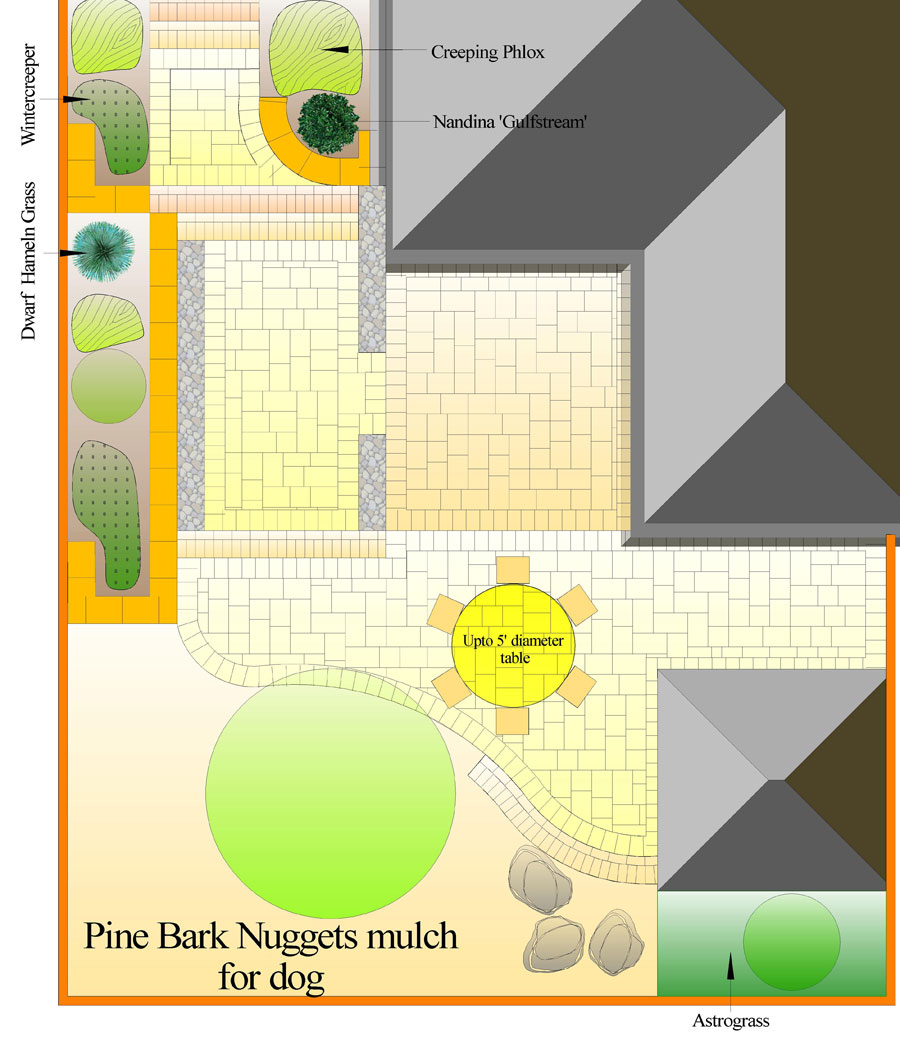 Wintercreeper
Creeping Phlox
Nandina 'Gulfstream'
Dwarf Hameln Grass
Upto 5' diameter
table
Pine Bark Nuggets mulch
for dog
Astrograss